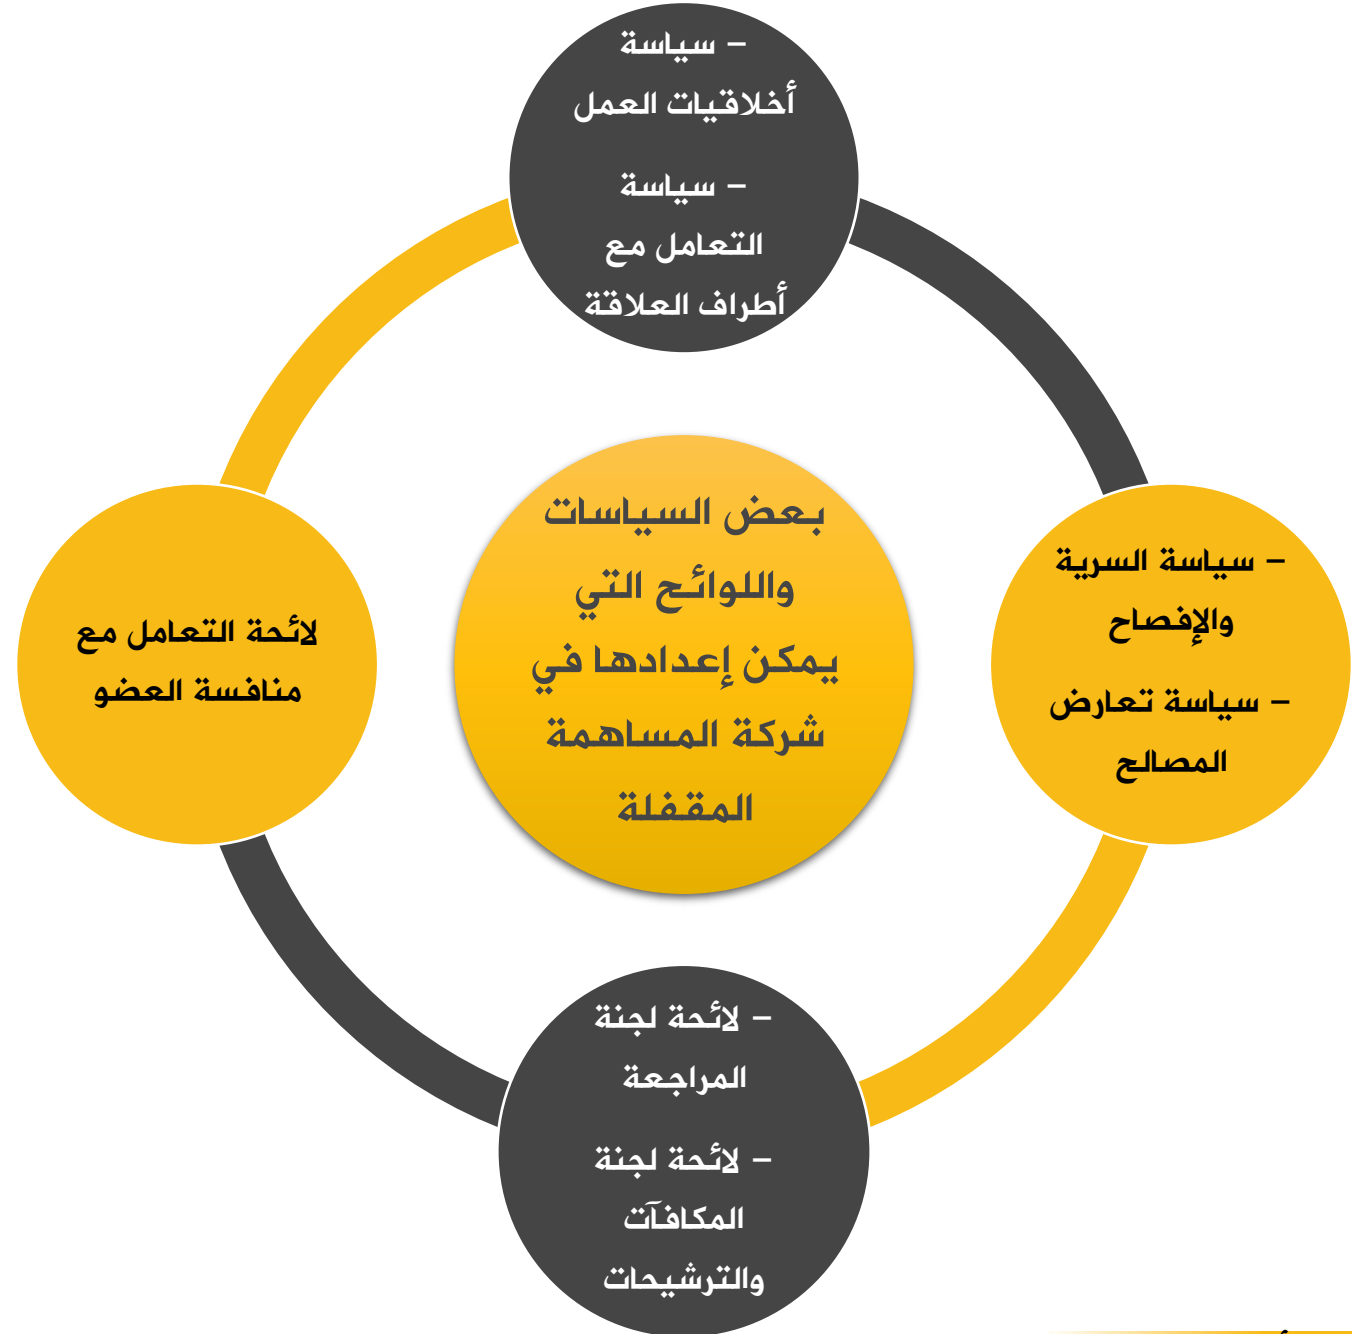 – سياسة
أخلاقيات العمل
– سياسة
التعامل مع
أطراف العلاقة
بعض السياسات
واللوائح التي
يمكن إعدادها في
شركة المساهمة
المقفلة
– سياسة السرية
والإفصاح
– سياسة تعارض
المصالح
– لائحة لجنة
المراجعة
– لائحة لجنة
المكافآت
والترشيحات
لائحة التعامل مع
منافسة العضو